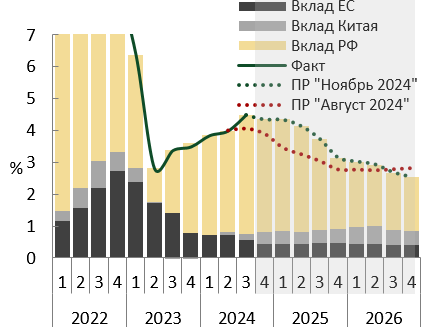 Вклад ЕС
Вклад Китая
Вклад РФ
Факт
ПР "Ноябрь 2024"
ПР "Август 2024"
7
6
5
4
3
2
1
0
%
1 2 3 4 1 2 3 4 1 2 3 4 1 2 3 4 1 2 3 4
2022 2023 2024 2025 2026